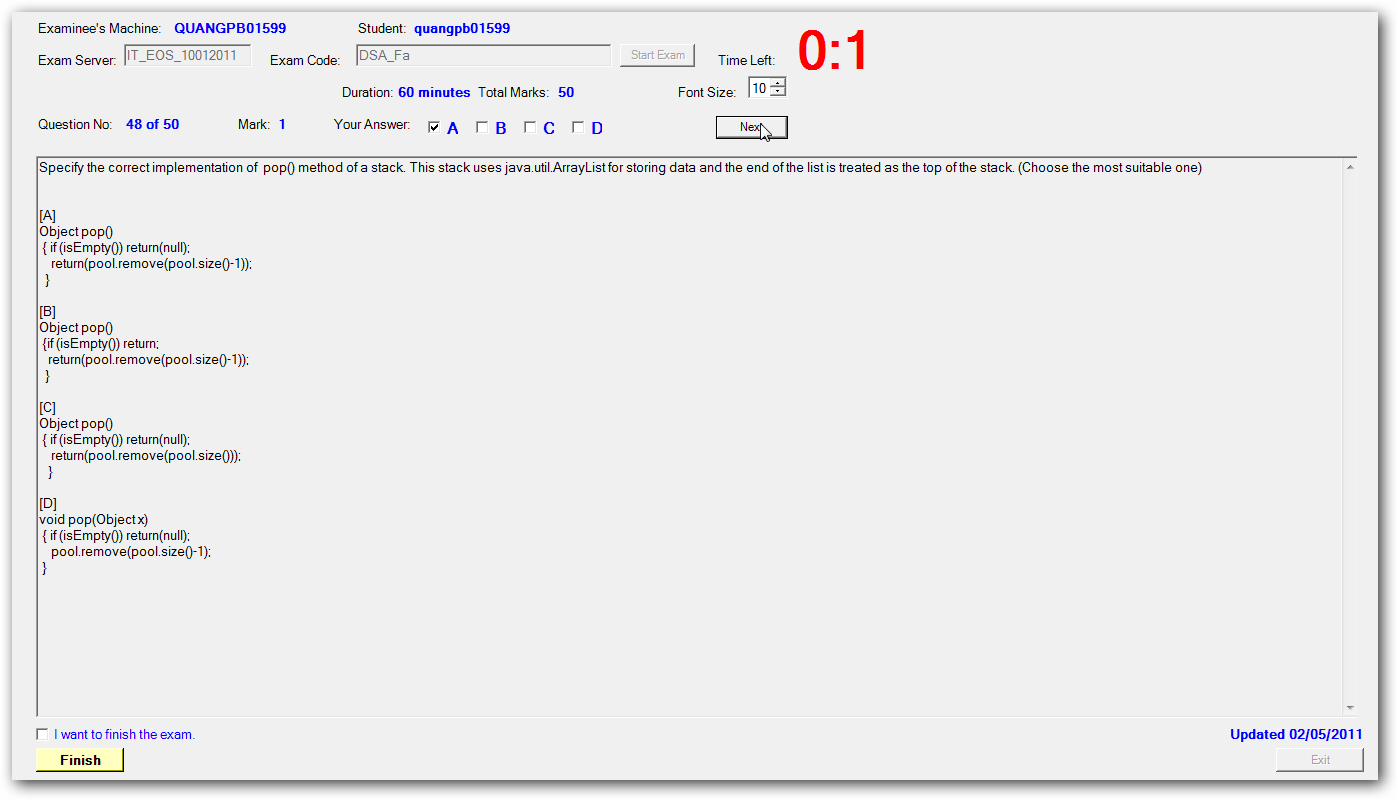 Examinee's Machine: QUANGPB01599 Student: quangpb01599
Exam Server: IT_EOS_10012011 Exam Code: DSA_Fa Start Exam Time Left: 0:1
Duration: 60 minutes Total Marks: 50 Font Size: 10
Question No: 48 of 50 Mark: 1 Your Answer: A B C D Next
Specify the correct implementation of pop() method of a stack. This stack uses java.util.ArrayList for storing data and the end of the list is treated as the top of the stack. (Choose the most suitable one)
[A]
Object pop()
{ if (isEmpty()) return(null);
return(pool.remove(pool.size()-1));
}
[B]
Object pop()
{if (isEmpty()) return;
return(pool.remove(pool.size()-1));
}
[C]
Object pop()
{ if (isEmpty()) return(null);
return(pool.remove(pool.size()));
}
[D]
void pop(Object x)
{ if (isEmpty()) return(null);
pool.remove(pool.size()-1);
}
I want to finish the exam. Updated 02/05/2011
Finish Exit